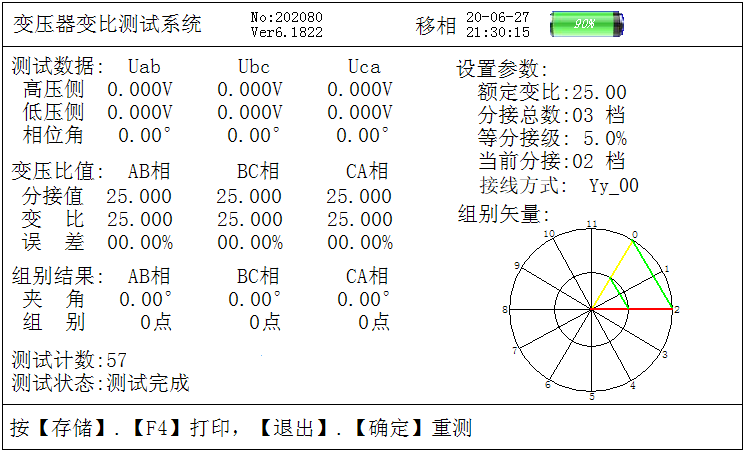 变压器变比测试系统 No:202080 移相 20-06-27 90%
Ver6.1822 21:30:15
测试数据: Uab Ubc Uca
高压侧 0.000V 0.000V 0.000V
低压侧 0.000V 0.000V 0.000V
相位角 0.00° 0.00° 0.00°
变压比值: AB相 BC相 CA相
分接值 25.000 25.000 25.000
变 比 25.000 25.000 25.000
误 差 00.00% 00.00% 00.00%
组别结果: AB相 BC相 CA相
夹 角 0.00° 0.00° 0.00°
组 别 0点 0点 0点
测试计数:57
测试状态:测试完成
设置参数:
额定变比:25.00
分接总数:03 档
等分接级: 5.0%
当前分接:02 档
接线方式: Yy_00
组别矢量:
11
10 0
9 1
8 2
7 3
6 4
5
按【存储】.【F4】打印，【退出】.【确定】重测